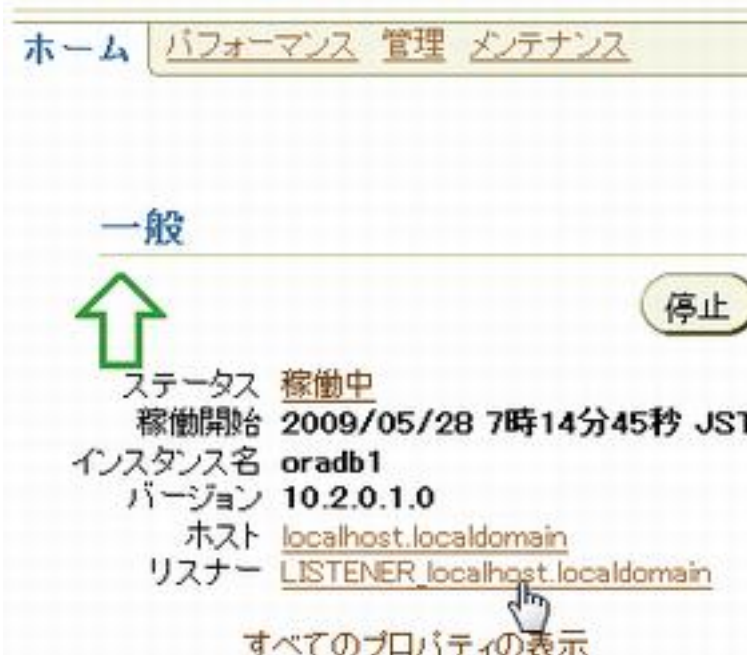 ホーム パフォーマンス 管理 メンテナンス
一般
停止
ステータス 稼働中
稼働開始 2009/05/28 7時14分45秒 JST
インスタンス名 oradb1
バージョン 10.2.0.1.0
ホスト localhost.localdomain
リスナー LISTENER_localhost.localdomain
すべてのプロパティの表示